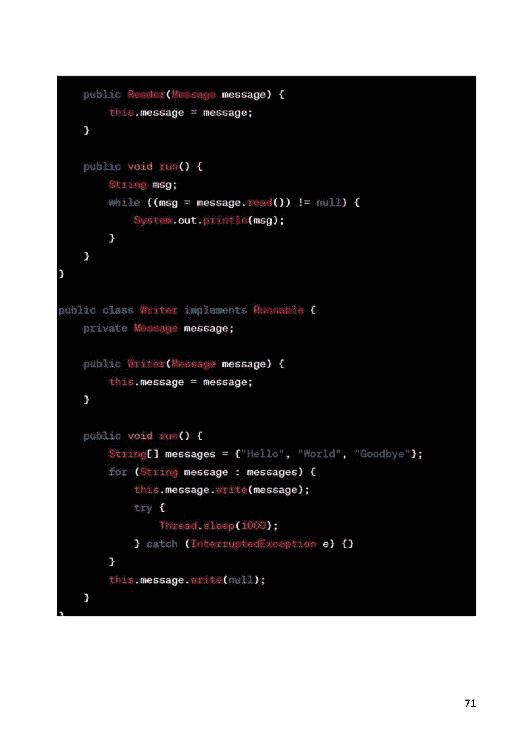 public Reader(Message message) {
this.message = message;
}
public void run() {
String msg;
while ((msg = message.read()) != null) {
System.out.println(msg);
}
}
}
public class Writer implements Runnable {
private Message message;
public Writer(Message message) {
this.message = message;
}
public void run() {
String[] messages = {"Hello", "World", "Goodbye"};
for (String message : messages) {
this.message.write(message);
try {
Thread.sleep(1000);
} catch (InterruptedException e) {}
}
this.message.write(null);
}
}
71